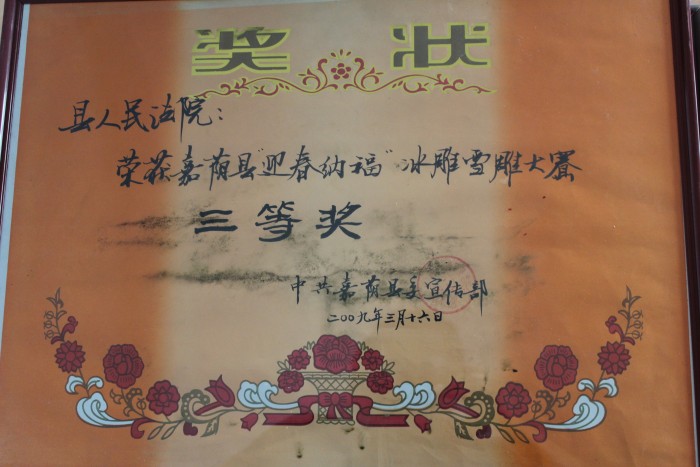 奖 状
县人民法院：
荣获嘉荫县“迎春纳福”冰雕雪雕大赛
三等奖
中共嘉荫县委宣传部
二00九年三月十六日